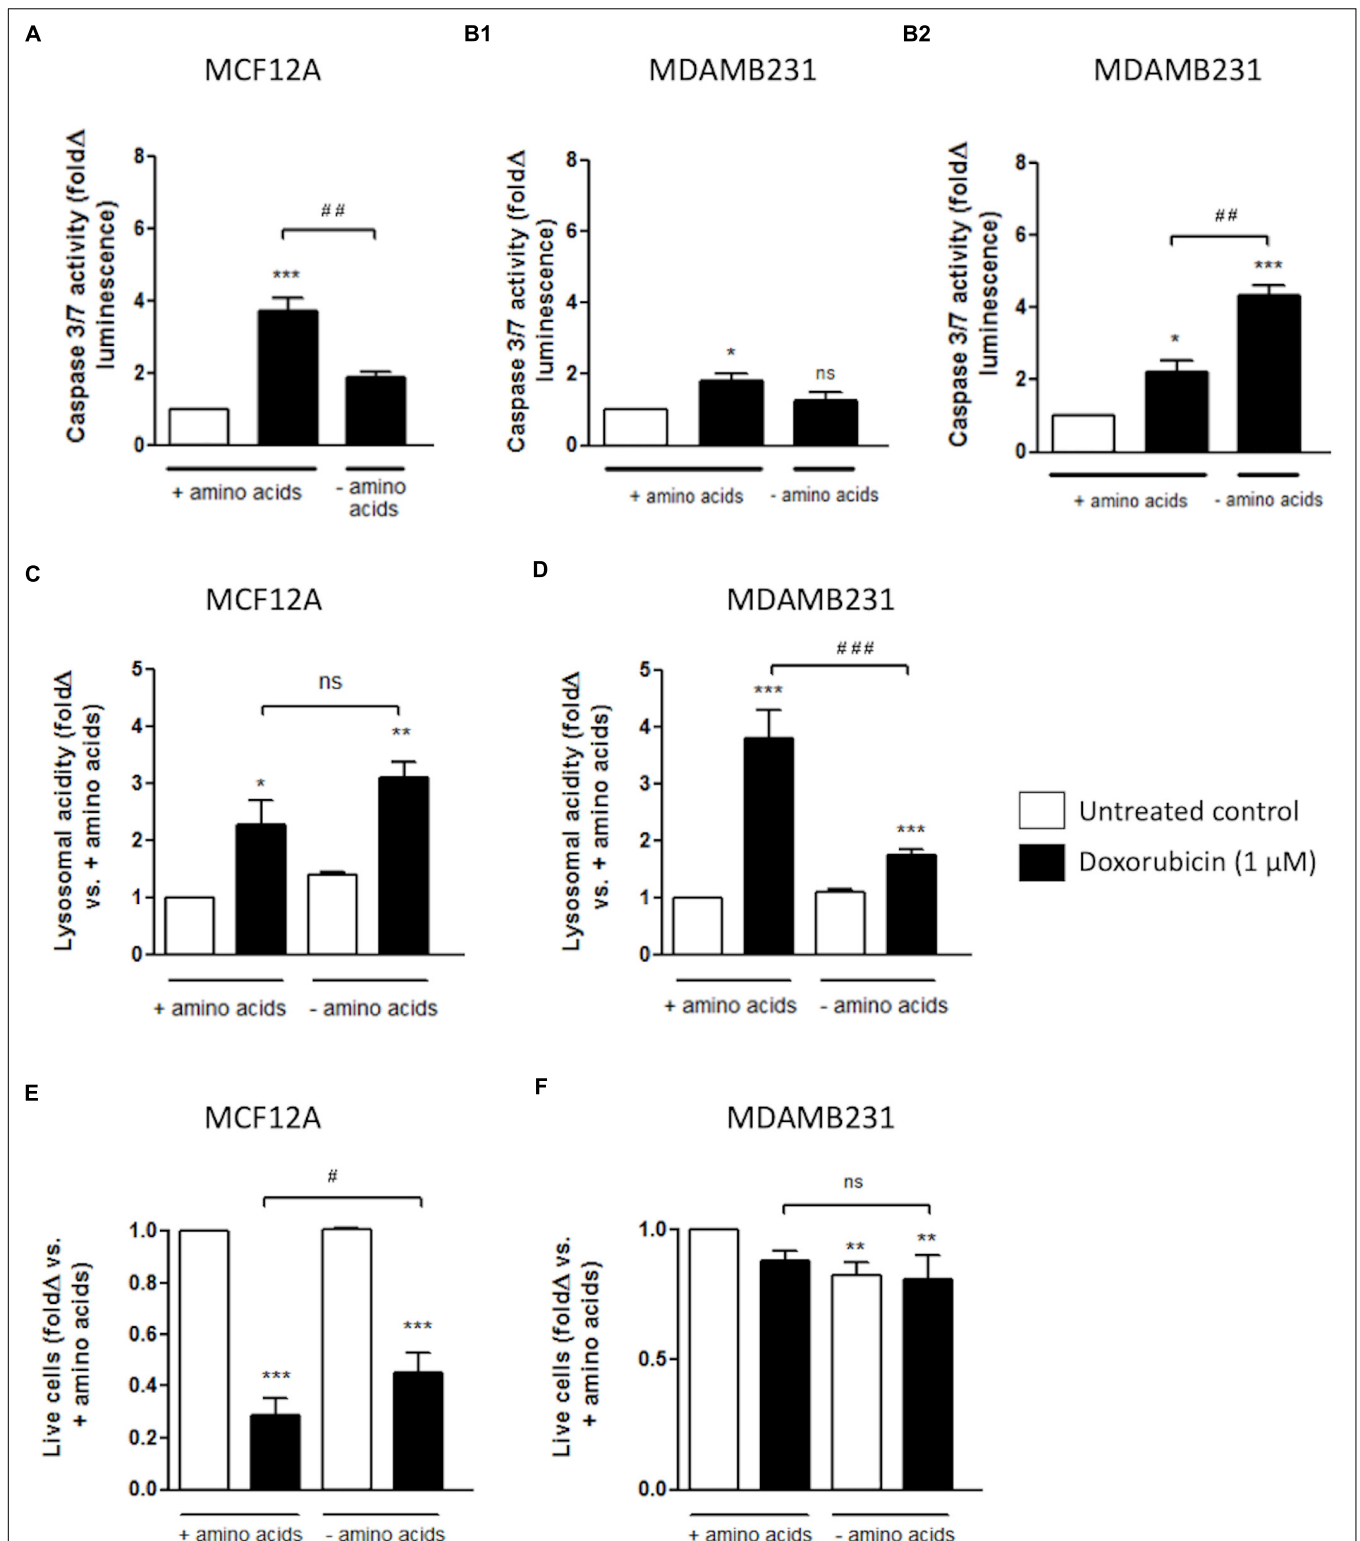 A
MCF12A
Caspase 3/7 activity (foldΔ
luminescence)
8
6
4
2
0
##
***
+ amino acids
- amino
acids
B1
MDAMB231
Caspase 3/7 activity (foldΔ
luminescence)
8
6
4
2
0
*
ns
+ amino acids
- amino acids
B2
MDAMB231
Caspase 3/7 activity (foldΔ
luminescence)
8
6
4
2
0
##
*
***
+ amino acids
- amino acids
C
MCF12A
Lysosomal acidity (foldΔ
vs. + amino acids)
5
4
3
2
1
0
ns
*
**
+ amino acids
- amino acids
D
MDAMB231
Lysosomal acidity (foldΔ
vs. + amino acids)
5
4
3
2
1
0
###
***
***
+ amino acids
- amino acids
Untreated control
Doxorubicin (1 µM)
E
MCF12A
Live cells (foldΔ vs.
+ amino acids)
1.0
0.8
0.6
0.4
0.2
0.0
#
***
***
+ amino acids
- amino acids
F
MDAMB231
Live cells (foldΔ vs.
+ amino acids)
1.0
0.5
0.0
ns
**
**
+ amino acids
- amino acids